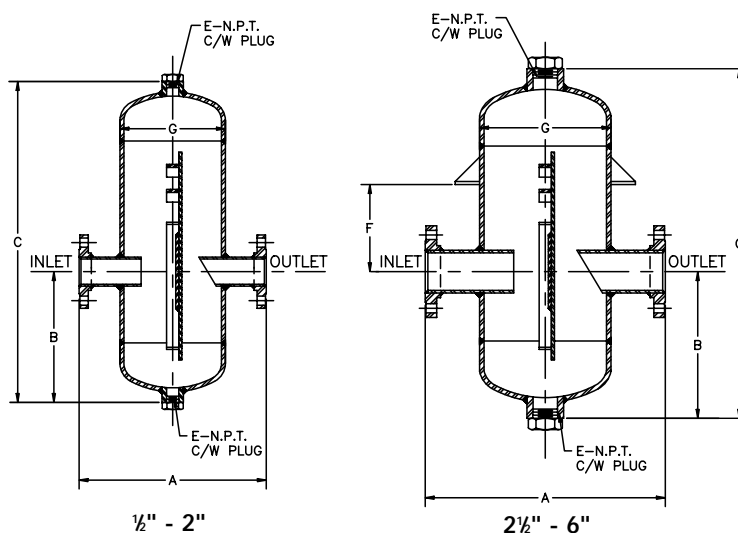 E-N.P.T.
C/W PLUG
G
C
INLET
OUTLET
B
E-N.P.T.
C/W PLUG
A
½" - 2"
E-N.P.T.
C/W PLUG
G
F
C
INLET
OUTLET
B
E-N.P.T.
C/W PLUG
A
2½" - 6"